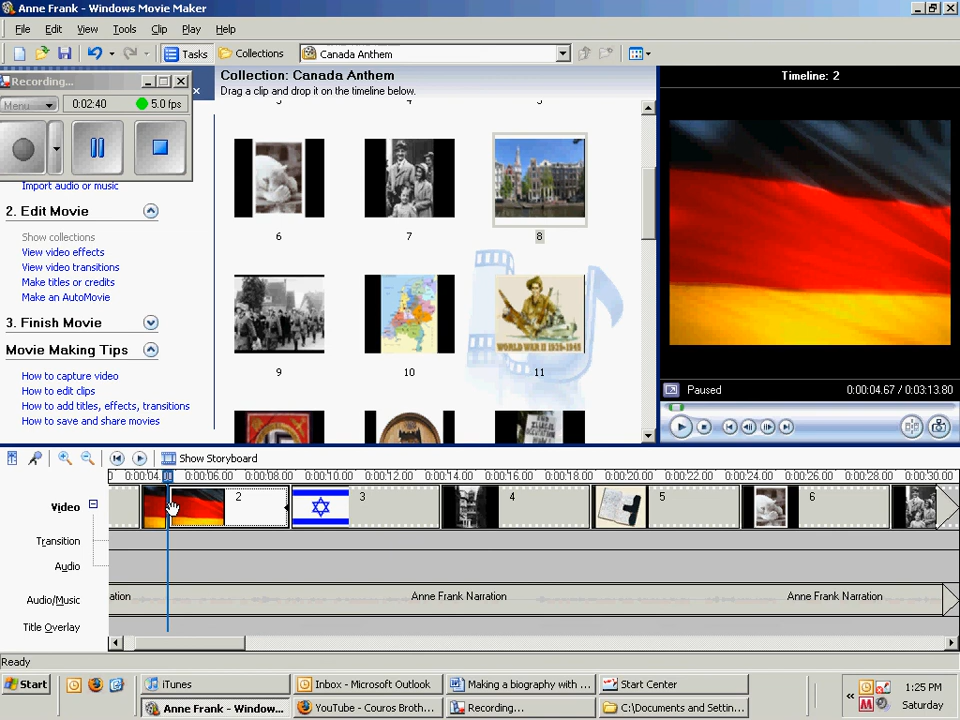 Anne Frank - Windows Movie Maker
File Edit View Tools Clip Play Help
Tasks Collections Canada Anthem
Recording...
Menu 0:02:40 5.0 fps
Import audio or music
2. Edit Movie
Show collections
View video effects
View video transitions
Make titles or credits
Make an AutoMovie
3. Finish Movie
Movie Making Tips
How to capture video
How to edit clips
How to add titles, effects, transitions
How to save and share movies
Collection: Canada Anthem
Drag a clip and drop it on the timeline below.
6 7 8
WORLD WAR II 1939-1945
9 10 11
Timeline: 2
Paused 0:00:04.67 / 0:03:13.80
Show Storyboard
0:00:06.00 0:00:08.00 0:00:10.00 0:00:12.00 0:00:14.00 0:00:16.00 0:00:18.00 0:00:20.00 0:00:22.00 0:00:24.00 0:00:26.00 0:00:28.00 0:00:30.00
Video 2 3 4 5 6
Transition
Audio
Audio/Music ation Anne Frank Narration Anne Frank Narration
Title Overlay
Ready
Start iTunes Inbox - Microsoft Outlook Making a biography with ... Start Center 1:25 PM
Anne Frank - Window... YouTube - Couros Broth... Recording... C:\Documents and Settin... Saturday